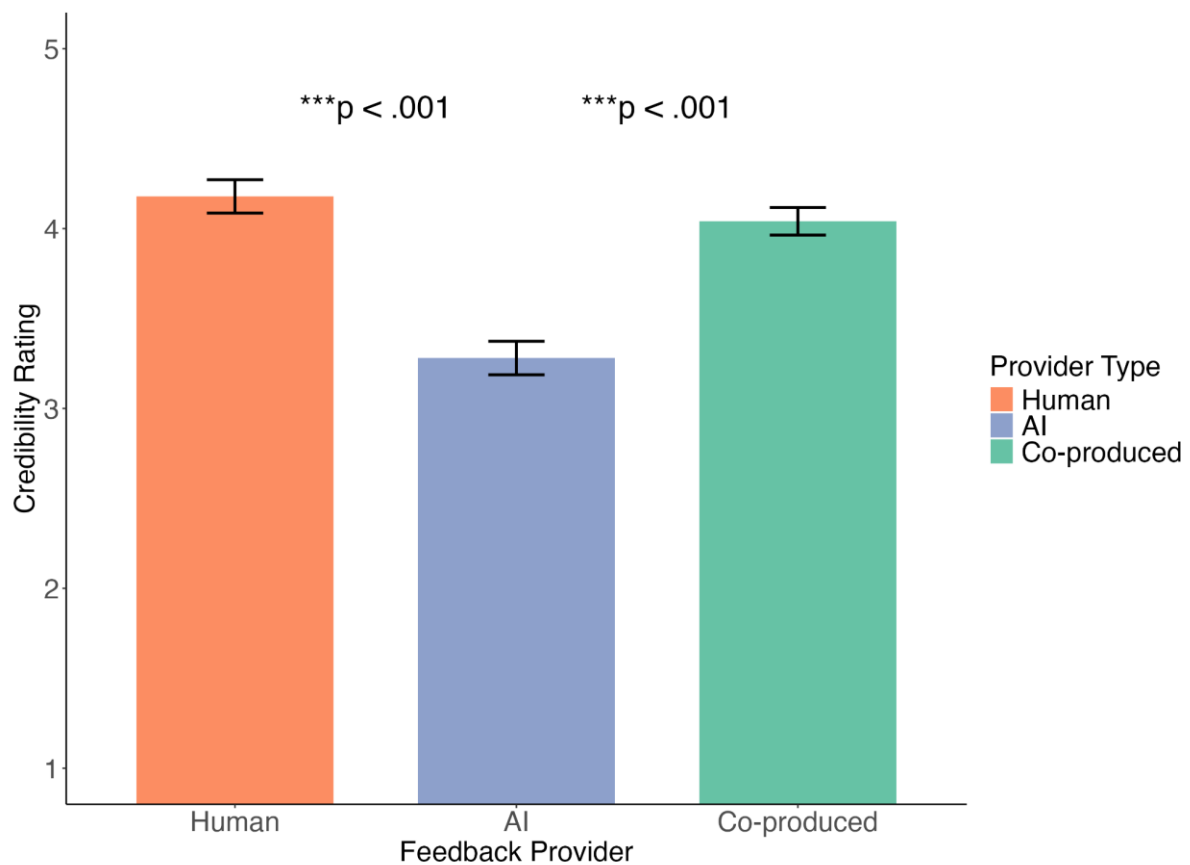 5
***p < .001 ***p < .001
4
3
2
1
Credibility Rating
Human AI Co-produced
Feedback Provider
Provider Type
Human
AI
Co-produced